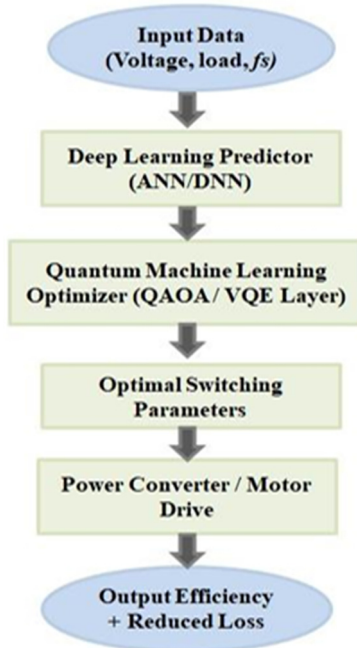 Input Data
(Voltage, load, fs)
Deep Learning Predictor
(ANN/DNN)
Quantum Machine Learning
Optimizer (QAOA / VQE Layer)
Optimal Switching
Parameters
Power Converter / Motor
Drive
Output Efficiency
+ Reduced Loss